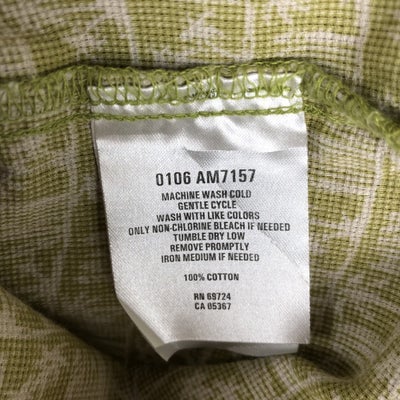 0106 AM7157
MACHINE WASH COLD
GENTLE CYCLE
WASH WITH LIKE COLORS
ONLY NON-CHLORINE BLEACH IF NEEDED
TUMBLE DRY LOW
REMOVE PROMPTLY
IRON MEDIUM IF NEEDED
100% COTTON
RN 69724
CA 05367